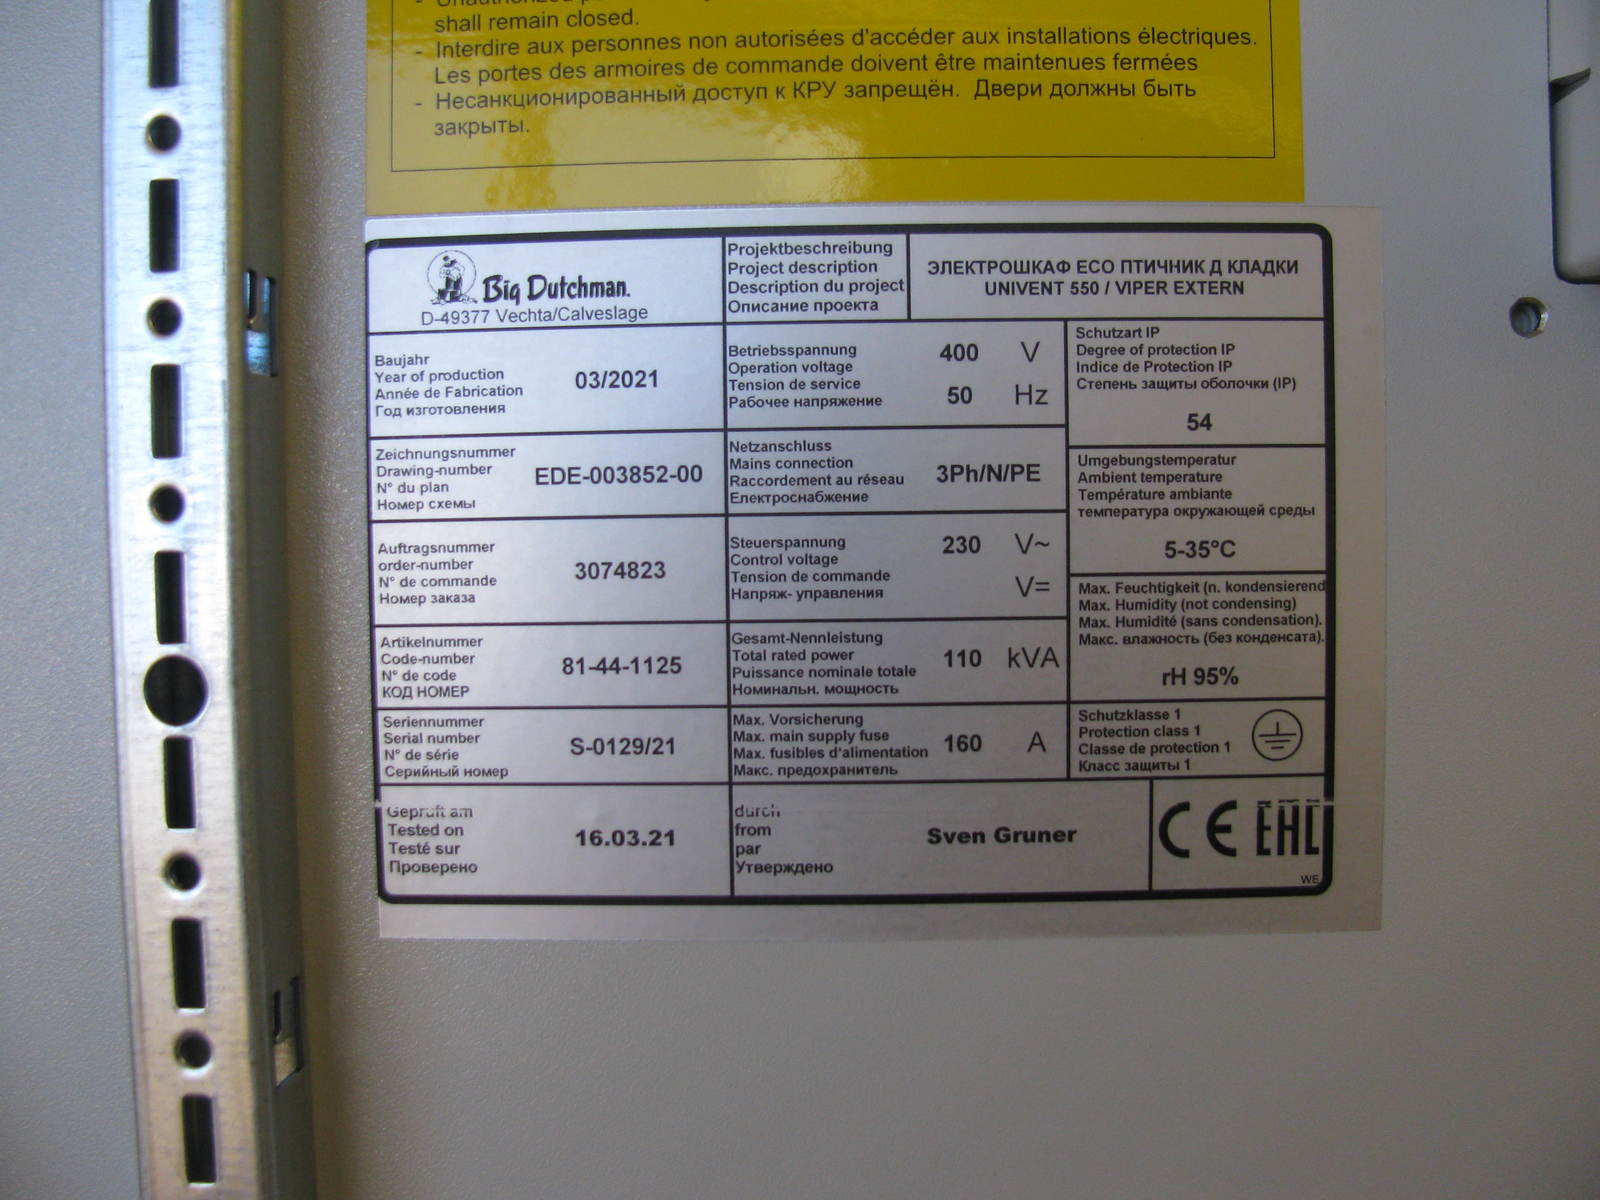 - Unauthorized
shall remain closed.
- Interdire aux personnes non autorisées d'accéder aux installations électriques.
Les portes des armoires de commande doivent être maintenues fermées
- Несанкционированный доступ к КРУ запрещён. Двери должны быть
закрыты.
Big Dutchman.
D-49377 Vechta/Calveslage
Projektbeschreibung
Project description
Description du project
Описание проекта
ЭЛЕКТРОШКАФ ECO ПТИЧНИК Д КЛАДКИ
UNIVENT 550 / VIPER EXTERN
Baujahr
Year of production
Année de Fabrication
Год изготовления
03/2021
Betriebsspannung
Operation voltage
Tension de service
Рабочее напряжение
400 V
50 Hz
Schutzart IP
Degree of protection IP
Indice de Protection IP
Степень защиты оболочки (IP)
54
Zeichnungsnummer
Drawing-number
N° du plan
Номер схемы
EDE-003852-00
Netzanschluss
Mains connection
Raccordement au réseau
Електроснабжение
3Ph/N/PE
Umgebungstemperatur
Ambient temperature
Température ambiante
температура окружающей среды
5-35°C
Auftragsnummer
order-number
N° de commande
Номер заказа
3074823
Steuerspannung
Control voltage
Tension de commande
Напряж- управления
230 V~
V=
Max. Feuchtigkeit (n. kondensierend
Max. Humidity (not condensing)
Max. Humidité (sans condensation).
Макс. влажность (без конденсата).
rH 95%
Artikelnummer
Code-number
N° de code
КОД НОМЕР
81-44-1125
Gesamt-Nennleistung
Total rated power
Puissance nominale totale
Номинальн. мощность
110 kVA
Seriennummer
Serial number
N° de série
Серийный номер
S-0129/21
Max. Vorsicherung
Max. main supply fuse
Max. fusibles d'alimentation
Макс. предохранитель
160 A
Schutzklasse 1
Protection class 1
Classe de protection 1
Класс защиты 1
Geprüft am
Tested on
Testé sur
Проверено
16.03.21
durch
from
par
Утверждено
Sven Gruner
CE EAC
WE